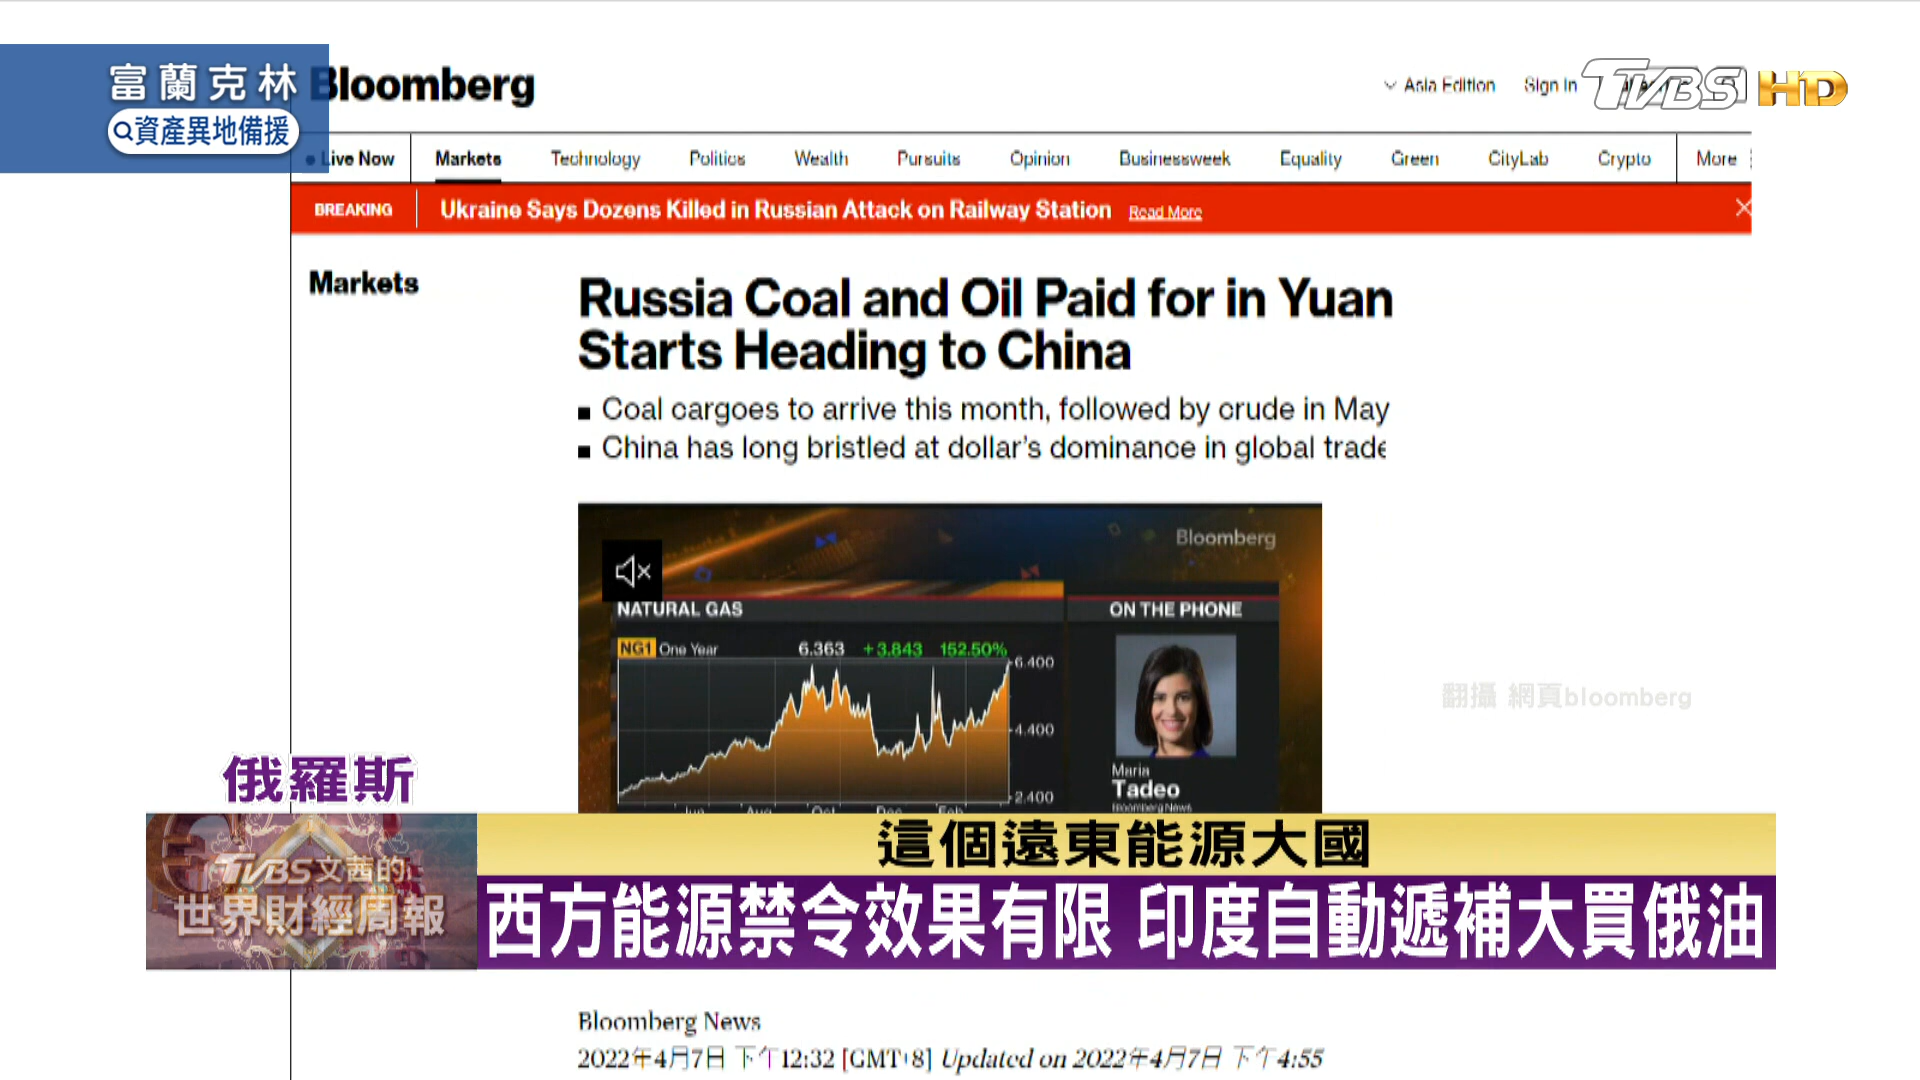 富蘭克林
資產異地備援
Bloomberg
Asia Edition
Sign In
TVBS HD
Live Now
Markets
Technology
Politics
Wealth
Pursuits
Opinion
Businessweek
Equality
Green
CityLab
Crypto
More
BREAKING
Ukraine Says Dozens Killed in Russian Attack on Railway Station Read More
Markets
Russia Coal and Oil Paid for in Yuan
Starts Heading to China
Coal cargoes to arrive this month, followed by crude in May
China has long bristled at dollar’s dominance in global trade
Bloomberg
NATURAL GAS
ON THE PHONE
NG1 One Year 6.363 +3.843 152.50%
6.400
4.400
2.400
Jun Aug Oct Dec Feb
Maria
Tadeo
Bloomberg News
翻攝 網頁bloomberg
俄羅斯
TVBS文茜的
世界財經周報
這個遠東能源大國
西方能源禁令效果有限 印度自動遞補大買俄油
Bloomberg News
2022年4月7日 下午12:32 [GMT+8] Updated on 2022年4月7日 下午4:55